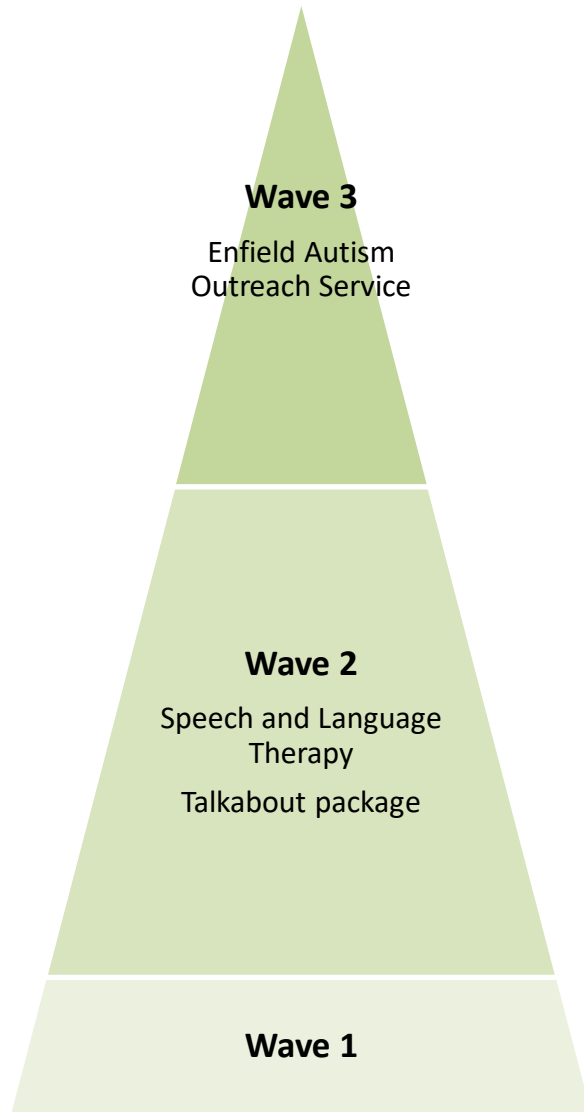 Wave 3
Enfield Autism
Outreach Service
Wave 2
Speech and Language
Therapy
Talkabout package
Wave 1